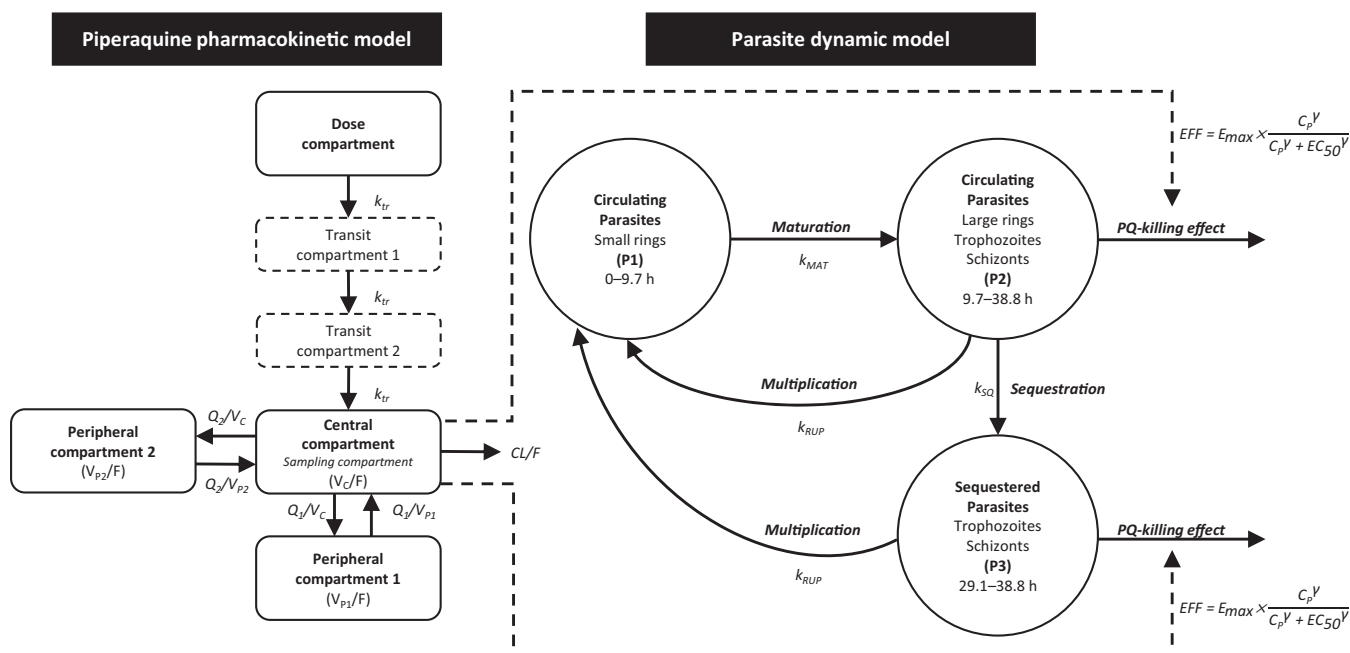 Piperaquine pharmacokinetic model
Dose
compartment
k_tr
Transit
compartment 1
k_tr
Transit
compartment 2
k_tr
Central
compartment
Sampling compartment
(V_C/F)
CL/F
Q_2/V_C
Q_2/V_P2
Peripheral
compartment 2
(V_P2/F)
Q_1/V_C
Q_1/V_P1
Peripheral
compartment 1
(V_P1/F)
Parasite dynamic model
Circulating
Parasites
Small rings
(P1)
0–9.7 h
Maturation
k_MAT
Circulating
Parasites
Large rings
Trophozoites
Schizonts
(P2)
9.7–38.8 h
PQ-killing effect
EFF = E_max × C_P^γ / (C_P^γ + EC_50^γ)
Multiplication
k_RUP
k_SQ Sequestration
Multiplication
k_RUP
Sequestered
Parasites
Trophozoites
Schizonts
(P3)
29.1–38.8 h
PQ-killing effect
EFF = E_max × C_P^γ / (C_P^γ + EC_50^γ)